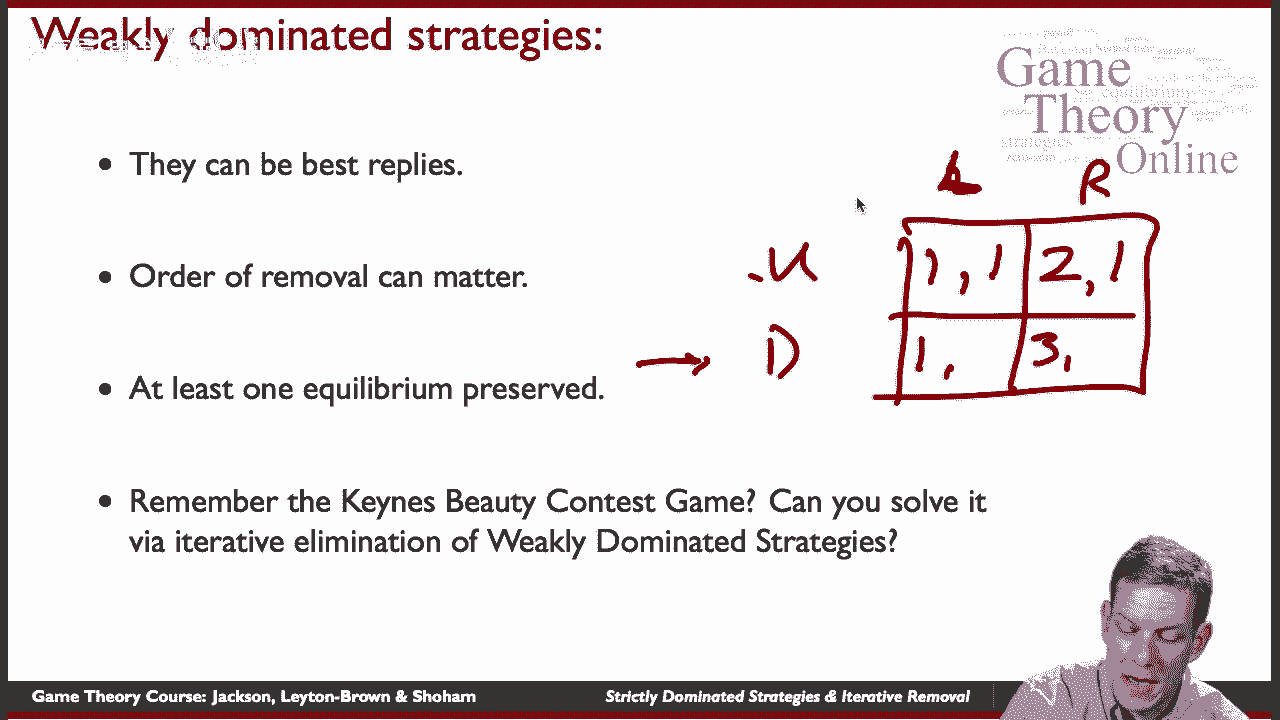 Weakly dominated strategies:
Game
Theory
strategies
Online
L R
• They can be best replies.
U 1, 1 2, 1
• Order of removal can matter.
D 1, 3,
• At least one equilibrium preserved.
• Remember the Keynes Beauty Contest Game? Can you solve it
via iterative elimination of Weakly Dominated Strategies?
Game Theory Course: Jackson, Leyton-Brown & Shoham
Strictly Dominated Strategies & Iterative Removal